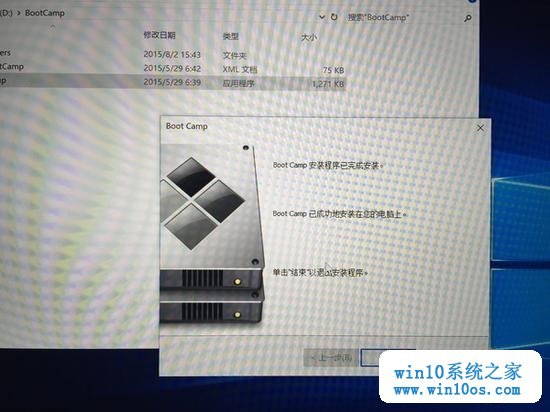 (D:) › BootCamp
搜索"BootCamp"
修改日期 类型 大小
2015/8/2 15:43 文件夹
2015/5/29 6:42 XML 文档 75 KB
2015/5/29 6:39 应用程序 1,271 KB
Boot Camp
Boot Camp 安装程序已完成安装。
Boot Camp 已成功地安装在您的电脑上。
单击"结束"以退出安装程序。
< 上一步(B)
win10系统之家
www.win10os.com